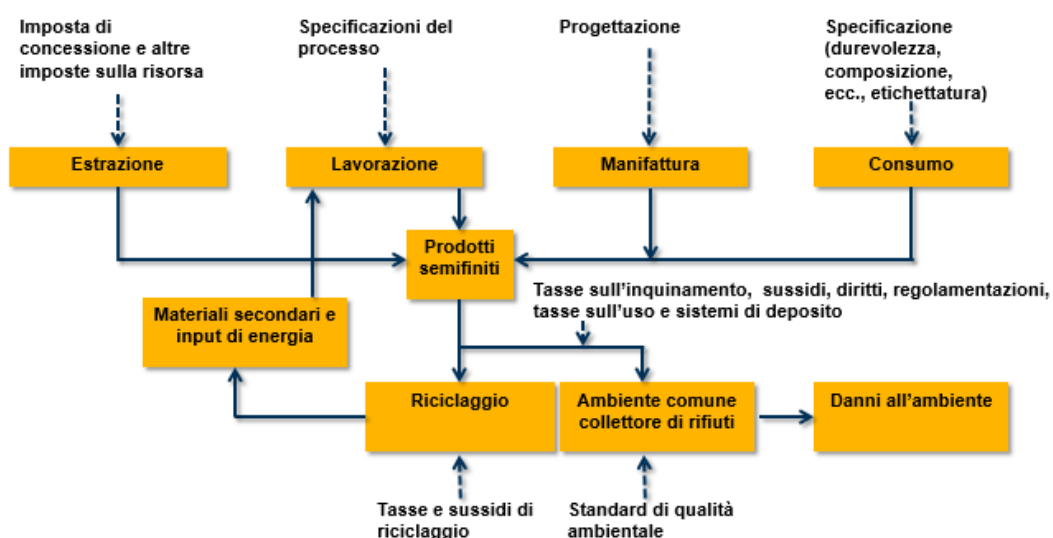 Imposta di
concessione e altre
imposte sulla risorsa
Specificazioni del
processo
Progettazione
Specificazione
(durevolezza,
composizione,
ecc., etichettatura)
Estrazione
Lavorazione
Manifattura
Consumo
Prodotti
semifiniti
Tasse sull'inquinamento, sussidi, diritti, regolamentazioni,
tasse sull'uso e sistemi di deposito
Materiali secondari e
input di energia
Riciclaggio
Ambiente comune
collettore di rifiuti
Danni all'ambiente
Tasse e sussidi di
riciclaggio
Standard di qualità
ambientale